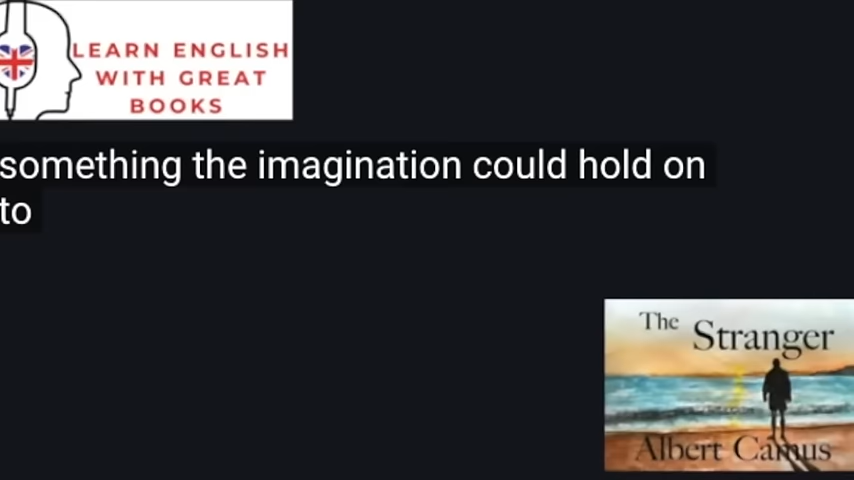 LEARN ENGLISH
WITH GREAT
BOOKS
something the imagination could hold on
to
The Stranger
Albert Camus